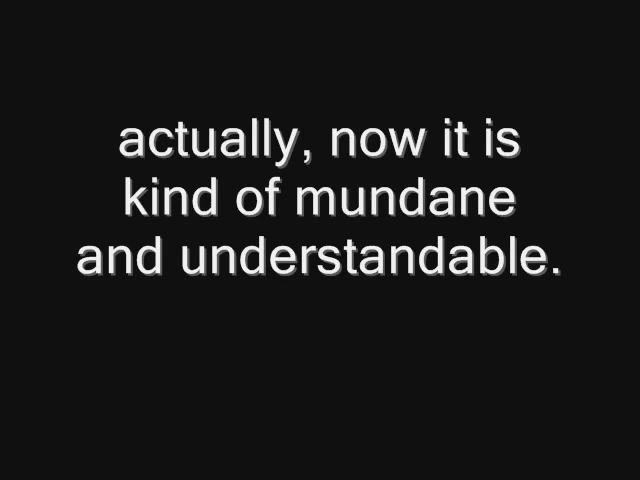 actually, now it is
kind of mundane
and understandable.